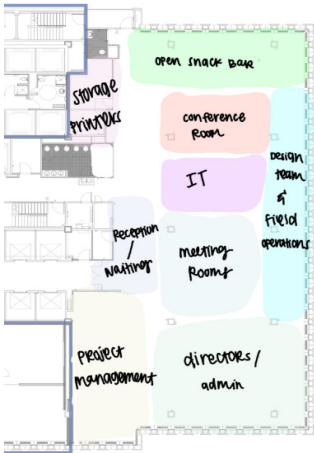 open snack bar
storage
printers
conference
Room
IT
Design
team
&
Field
operations
Reception
/
Waiting
meeting
Rooms
project
management
directors/
admin